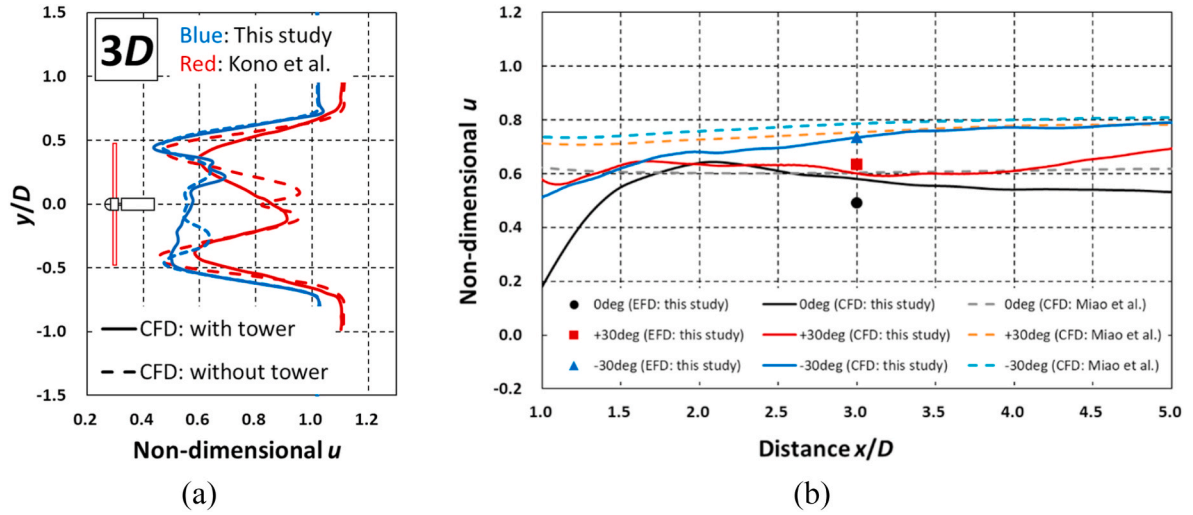 3D
Blue: This study
Red: Kono et al.
1.5
1.0
0.5
0.0
-0.5
-1.0
-1.5
y/D
CFD: with tower
CFD: without tower
0.2 0.4 0.6 0.8 1.0 1.2
Non-dimensional u
(a)
1.2
1.0
0.8
0.6
0.4
0.2
0.0
-0.2
Non-dimensional u
0deg (EFD: this study) 0deg (CFD: this study) 0deg (CFD: Miao et al.)
+30deg (EFD: this study) +30deg (CFD: this study) +30deg (CFD: Miao et al.)
-30deg (EFD: this study) -30deg (CFD: this study) -30deg (CFD: Miao et al.)
1.0 1.5 2.0 2.5 3.0 3.5 4.0 4.5 5.0
Distance x/D
(b)